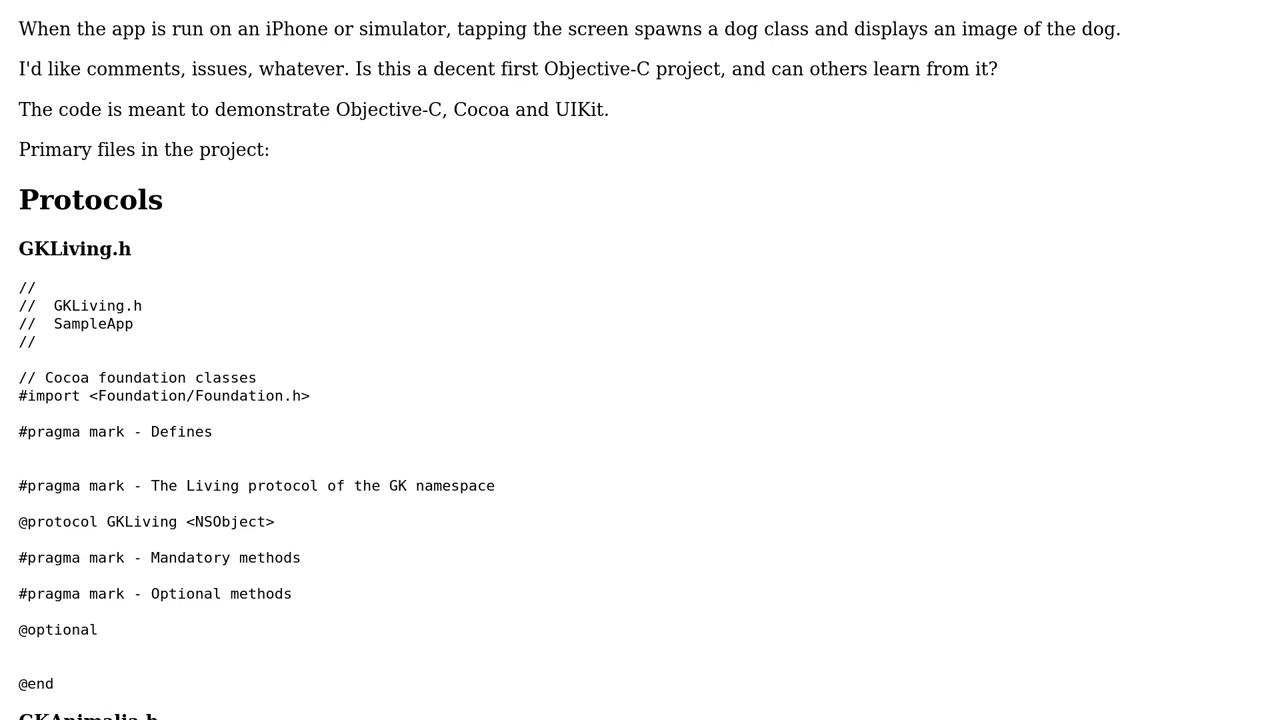 When the app is run on an iPhone or simulator, tapping the screen spawns a dog class and displays an image of the dog.
I'd like comments, issues, whatever. Is this a decent first Objective-C project, and can others learn from it?
The code is meant to demonstrate Objective-C, Cocoa and UIKit.
Primary files in the project:
Protocols
GKLiving.h
//
//  GKLiving.h
//  SampleApp
//
// Cocoa foundation classes
#import <Foundation/Foundation.h>
#pragma mark - Defines
#pragma mark - The Living protocol of the GK namespace
@protocol GKLiving <NSObject>
#pragma mark - Mandatory methods
#pragma mark - Optional methods
@optional
@end
GKAnimalia.h